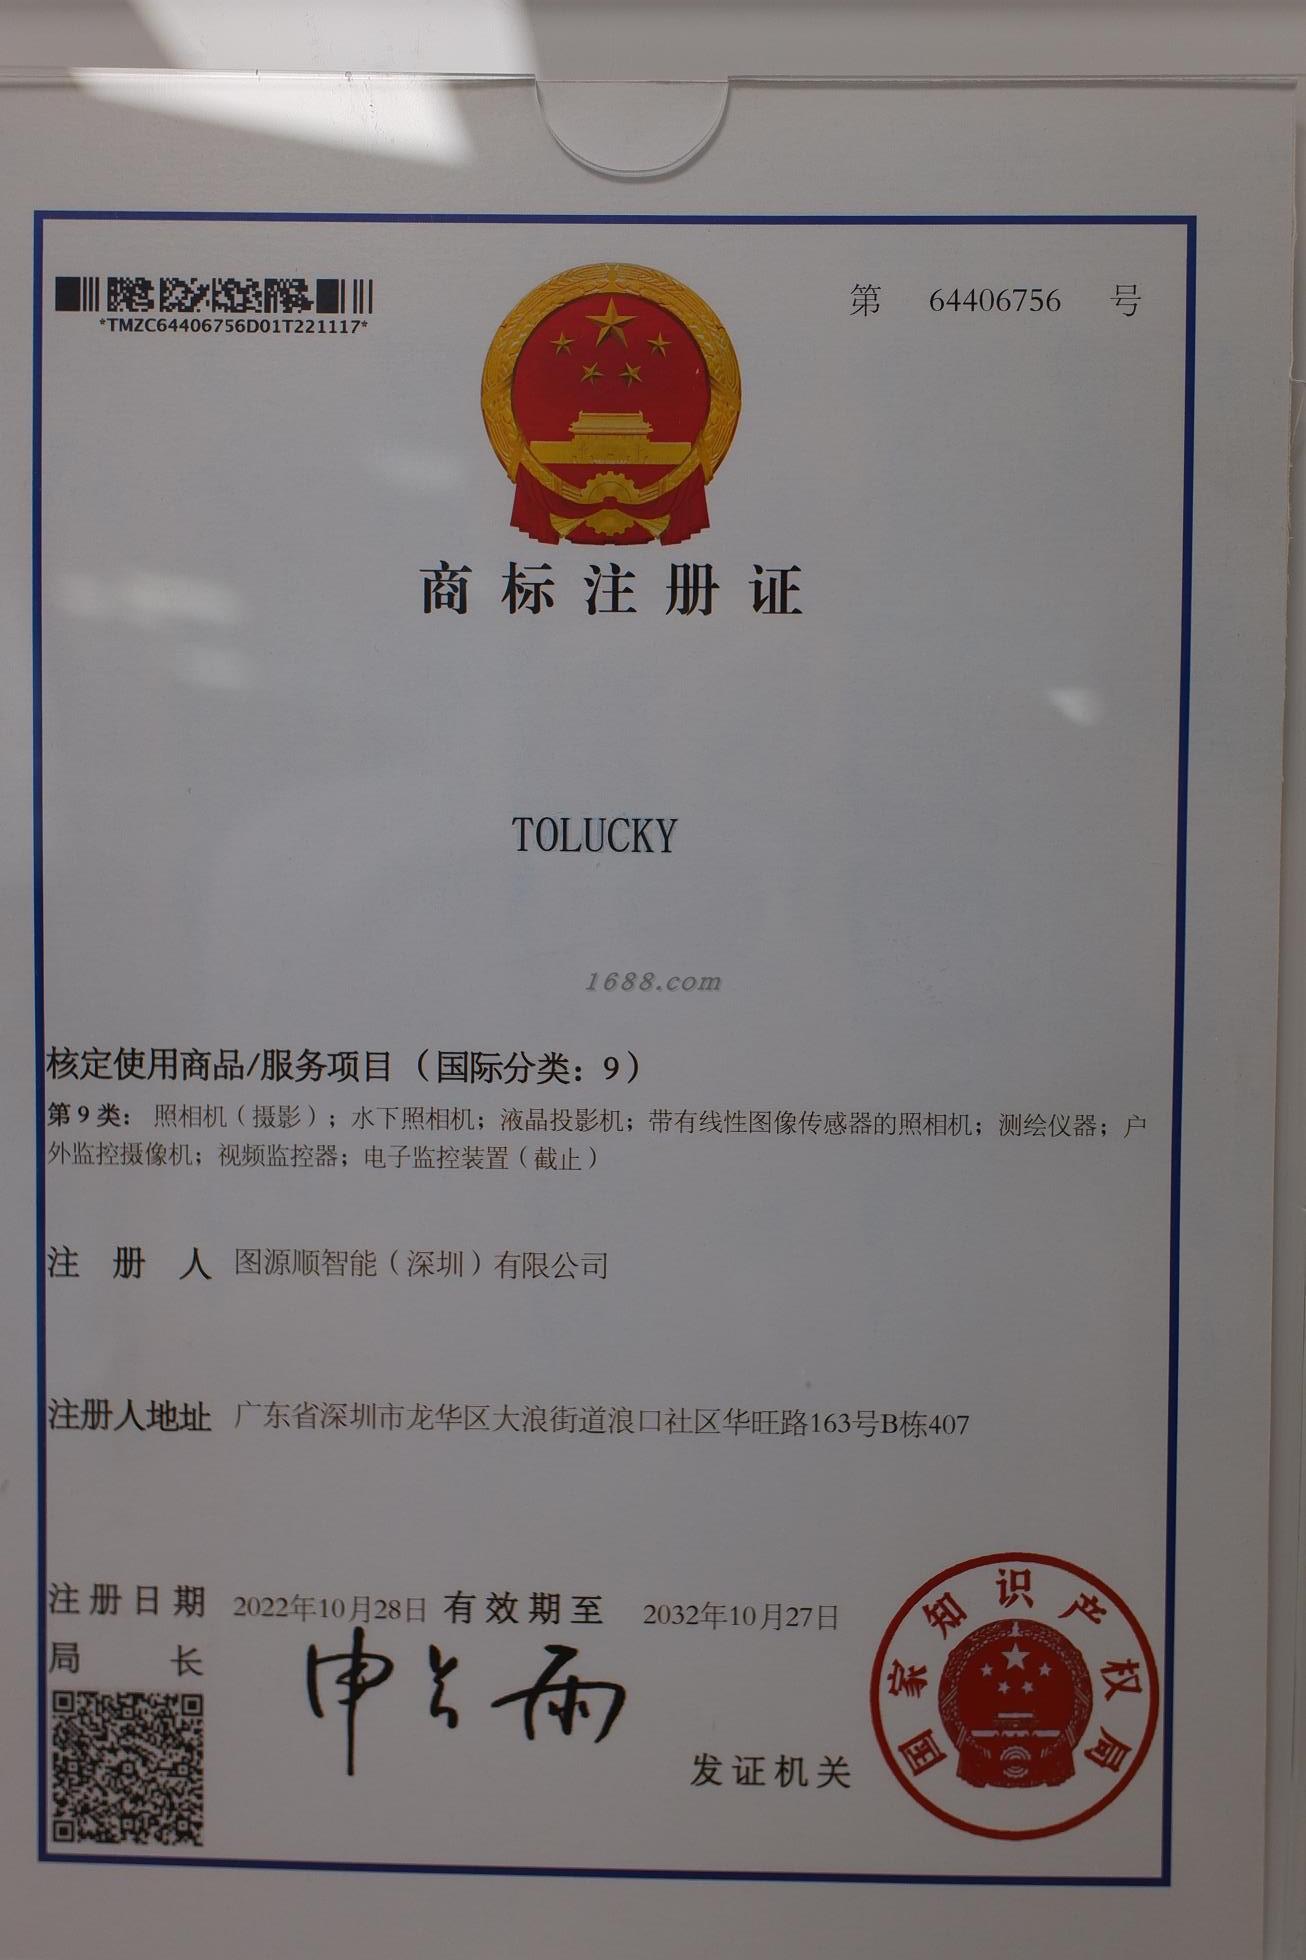 *TMZC64406756D01T221117*
第 64406756 号
商标注册证
TOLUCKY
1688.com
核定使用商品/服务项目（国际分类：9）
第9类： 照相机（摄影）；水下照相机；液晶投影机；带有线性图像传感器的照相机；测绘仪器；户
外监控摄像机；视频监控器；电子监控装置（截止）
注册人 图源顺智能（深圳）有限公司
注册人地址 广东省深圳市龙华区大浪街道浪口社区华旺路163号B栋407
注册日期 2022年10月28日 有效期至 2032年10月27日
局长 申长雨
发证机关
国家知识产权局